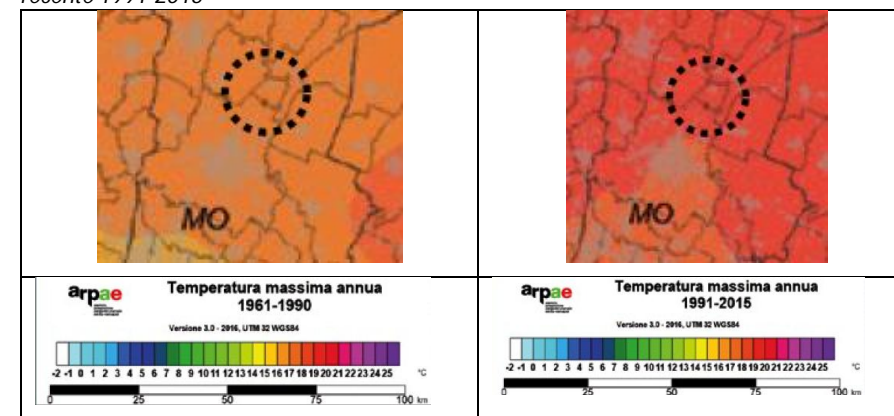 recente 1991-2015
MO
MO
arpae
Temperatura massima annua
1961-1990
Versione 3.0 - 2016, UTM 32 WGS84
-2 -1 0 1 2 3 4 5 6 7 8 9 10 11 12 13 14 15 16 17 18 19 20 21 22 23 24 25 °C
0 25 50 75 100 km
arpae
Temperatura massima annua
1991-2015
Versione 3.0 - 2016, UTM 32 WGS84
-2 -1 0 1 2 3 4 5 6 7 8 9 10 11 12 13 14 15 16 17 18 19 20 21 22 23 24 25 °C
0 25 50 75 100 km